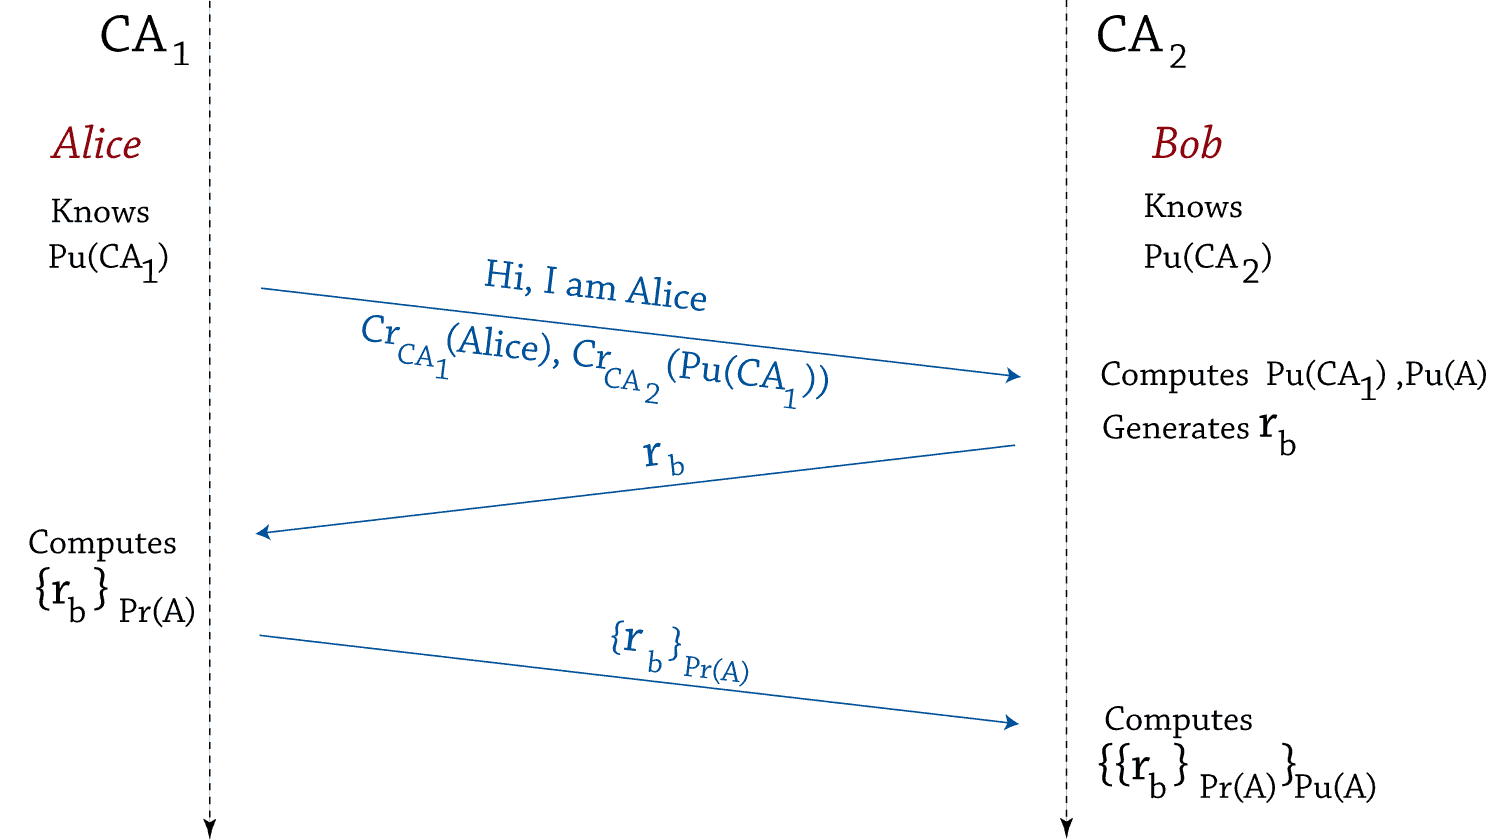 CA1
CA2
Alice
Bob
Knows
Pu(CA1)
Knows
Pu(CA2)
Hi, I am Alice
CrCA1(Alice), CrCA2(Pu(CA1))
Computes Pu(CA1) ,Pu(A)
Generates rb
rb
Computes
{rb}Pr(A)
{rb}Pr(A)
Computes
{{rb}Pr(A)}Pu(A)